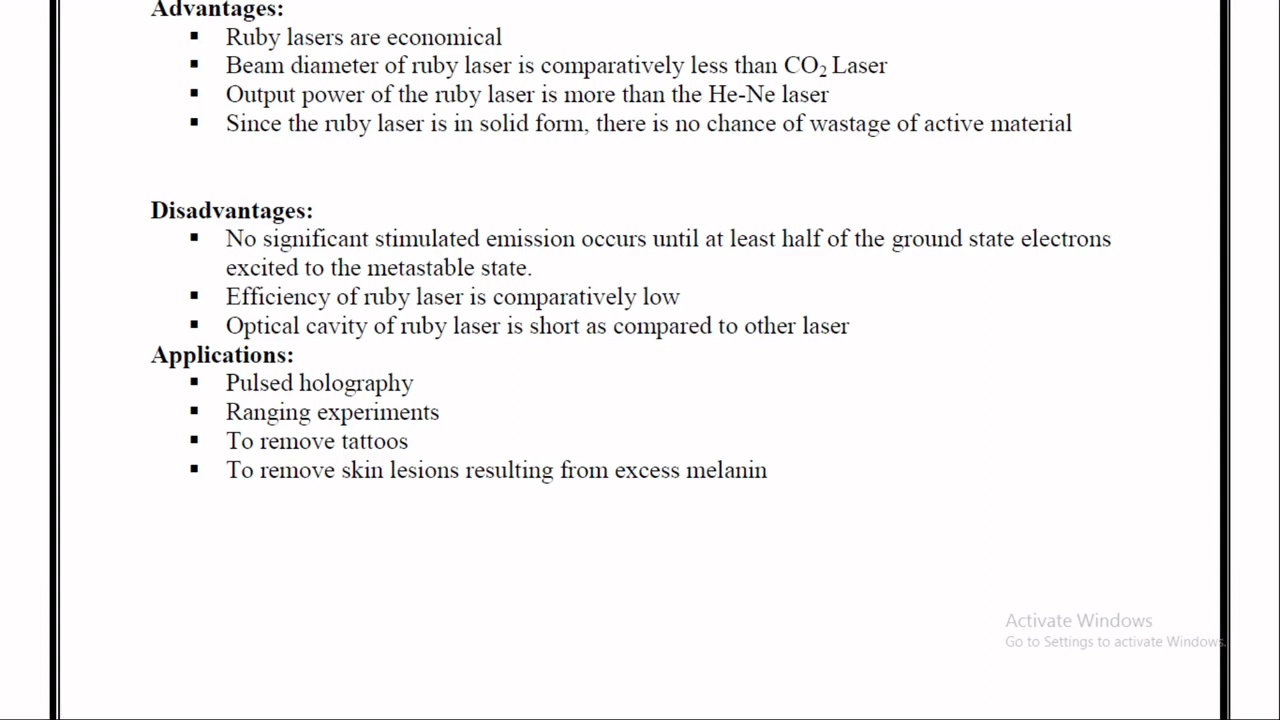 Advantages:
▪ Ruby lasers are economical
▪ Beam diameter of ruby laser is comparatively less than CO₂ Laser
▪ Output power of the ruby laser is more than the He-Ne laser
▪ Since the ruby laser is in solid form, there is no chance of wastage of active material
Disadvantages:
▪ No significant stimulated emission occurs until at least half of the ground state electrons
excited to the metastable state.
▪ Efficiency of ruby laser is comparatively low
▪ Optical cavity of ruby laser is short as compared to other laser
Applications:
▪ Pulsed holography
▪ Ranging experiments
▪ To remove tattoos
▪ To remove skin lesions resulting from excess melanin
Activate Windows
Go to Settings to activate Windows.